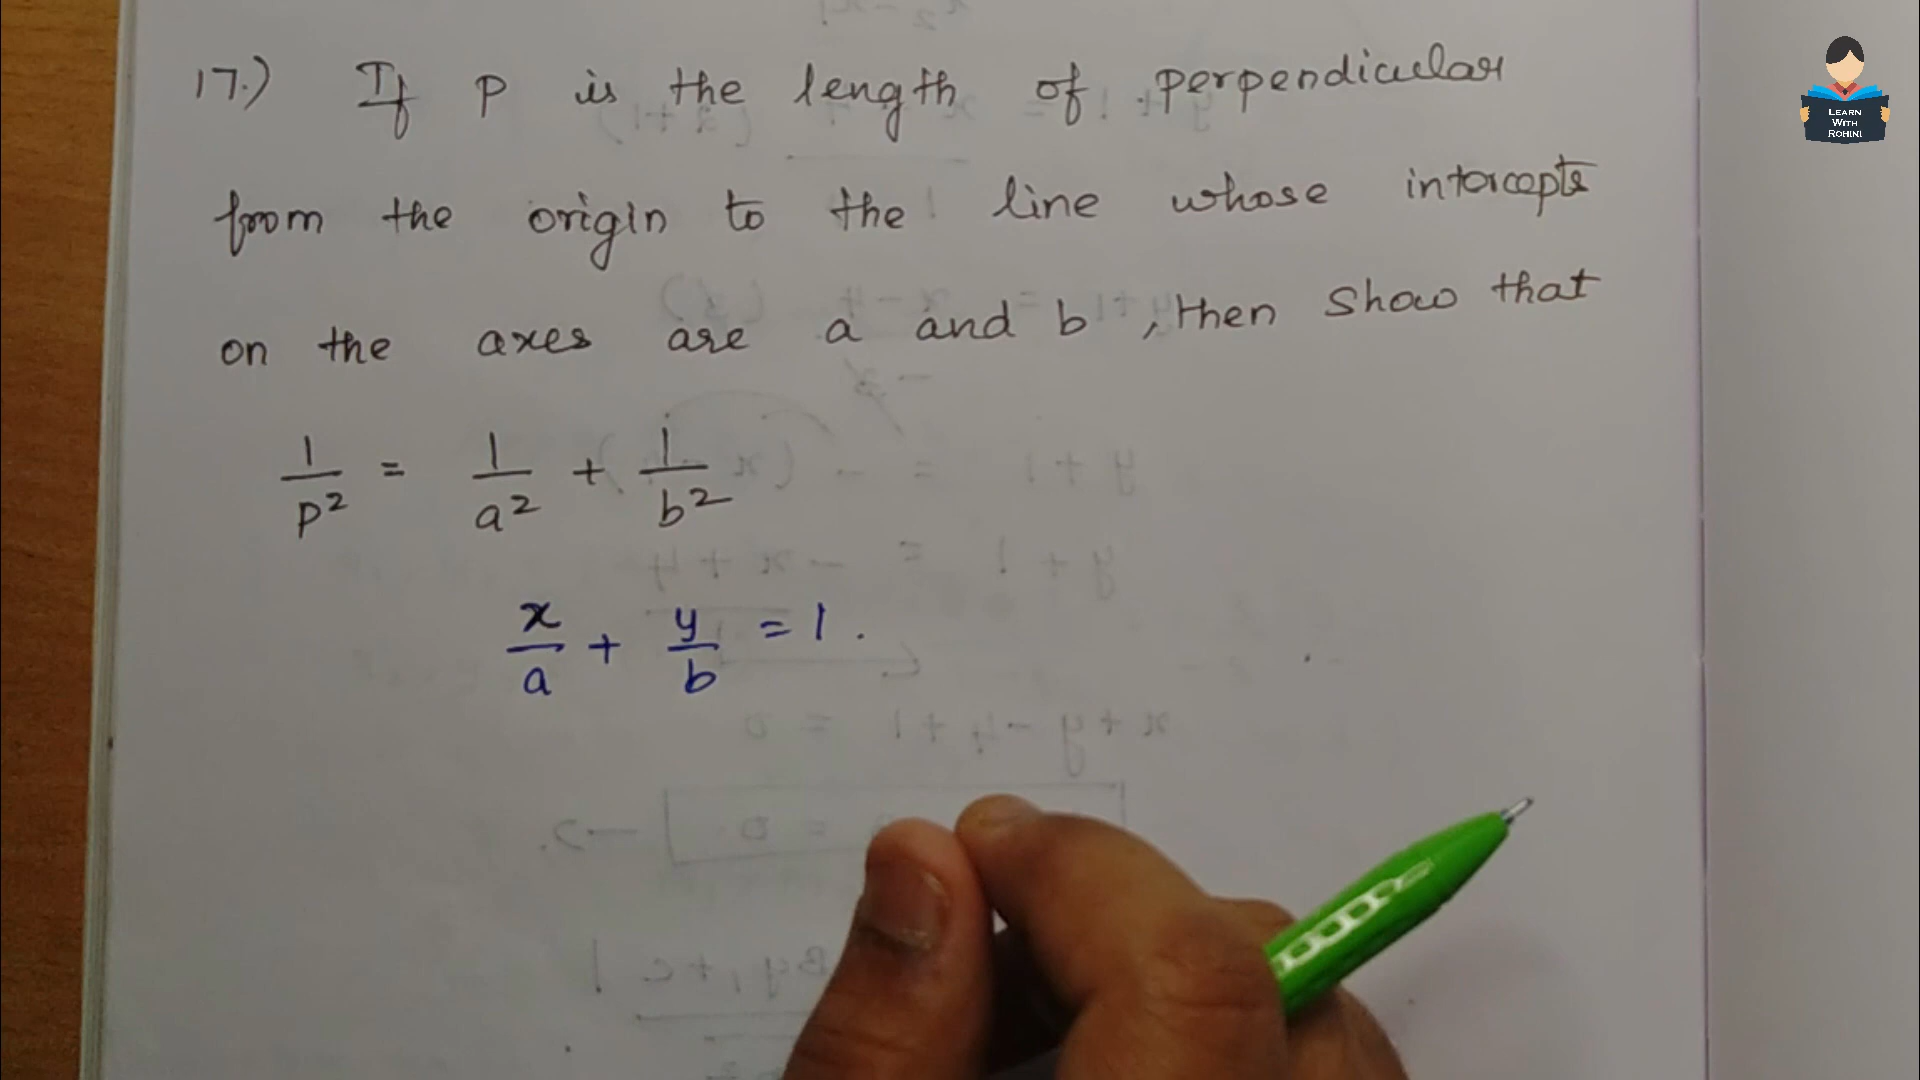 17.) If P is the length of perpendicular
from the origin to the line whose intercepts
on the axes are a and b, then show that
1/p² = 1/a² + 1/b²
x/a + y/b = 1.
LEARN
WITH
ROHINI